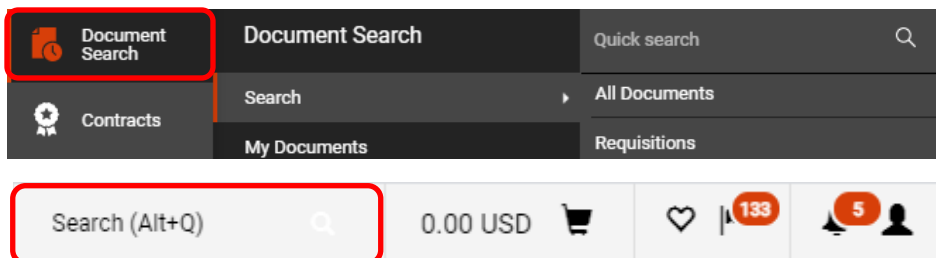 Document
Search
Document Search
Quick search
Search
All Documents
Contracts
My Documents
Requisitions
Search (Alt+Q)
0.00 USD
133
5